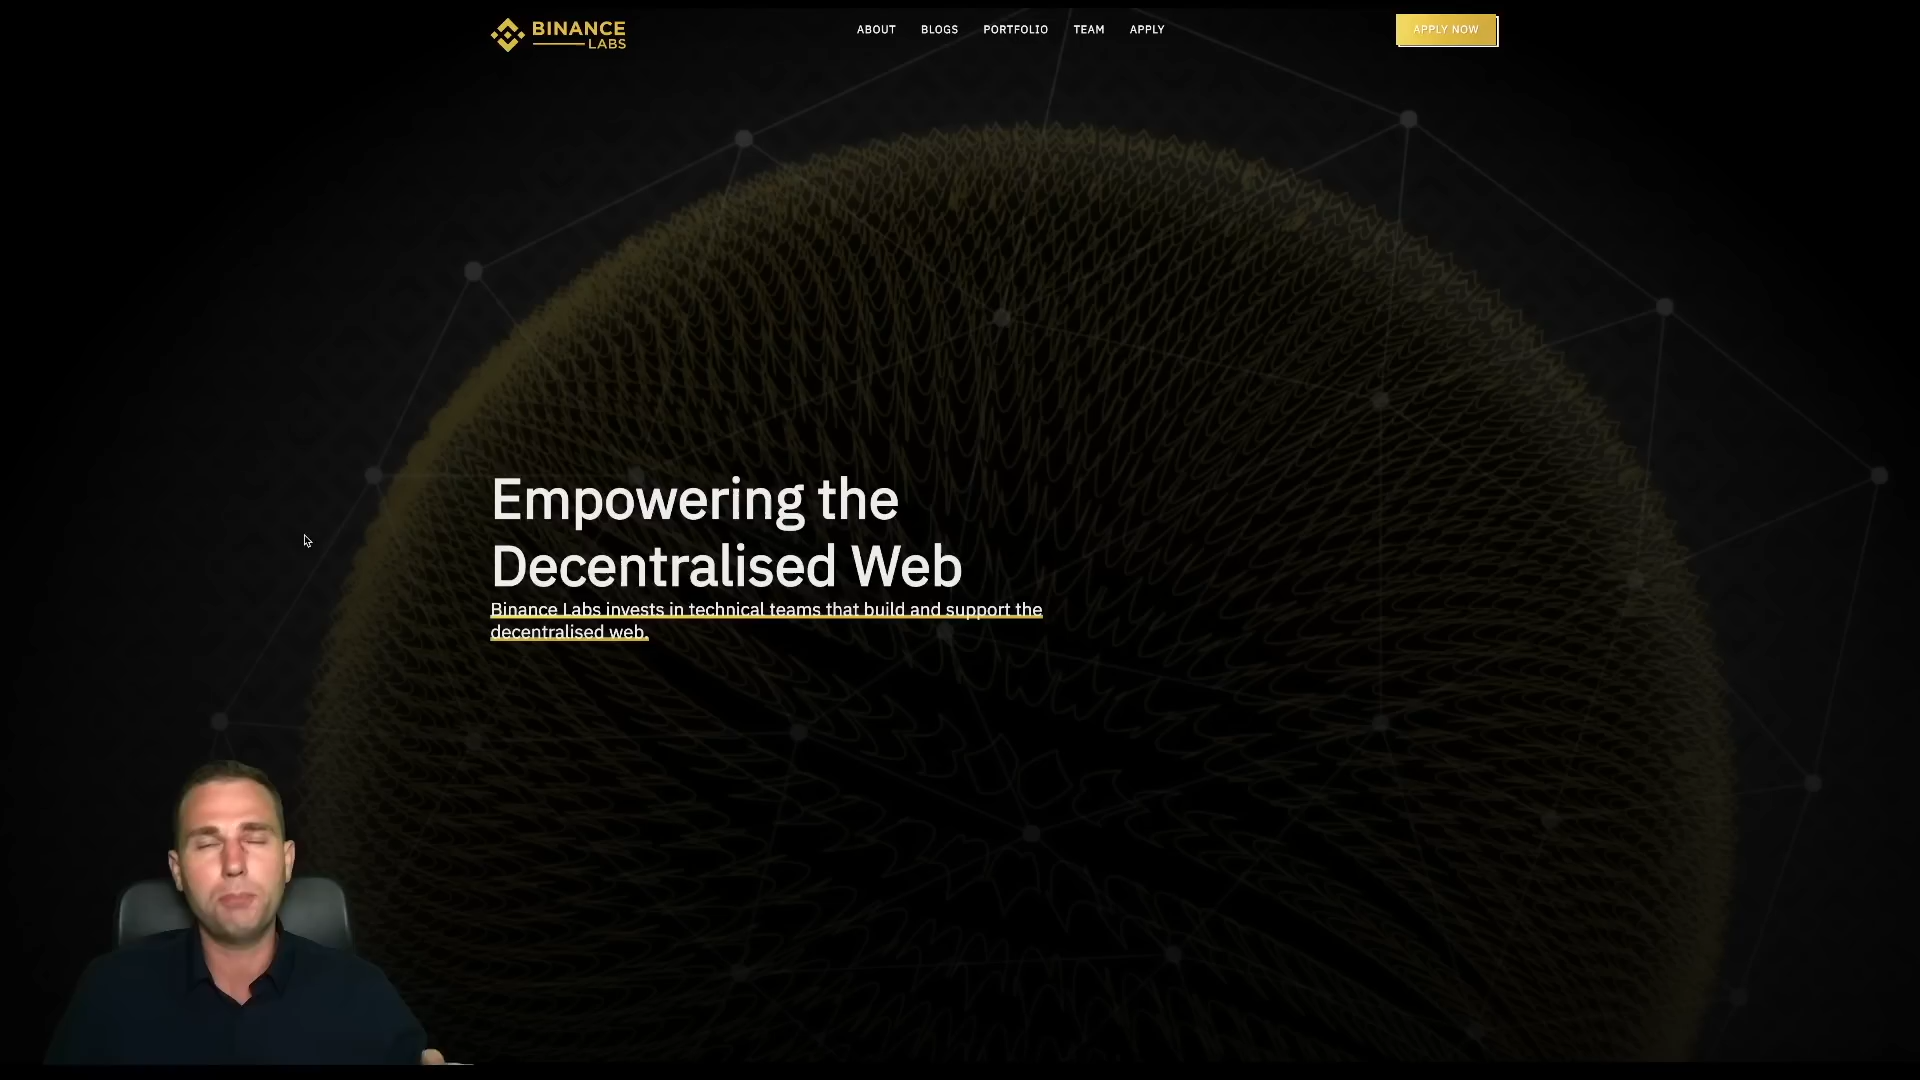 BINANCE
LABS
ABOUT BLOGS PORTFOLIO TEAM APPLY
APPLY NOW
Empowering the
Decentralised Web
Binance Labs invests in technical teams that build and support the
decentralised web.